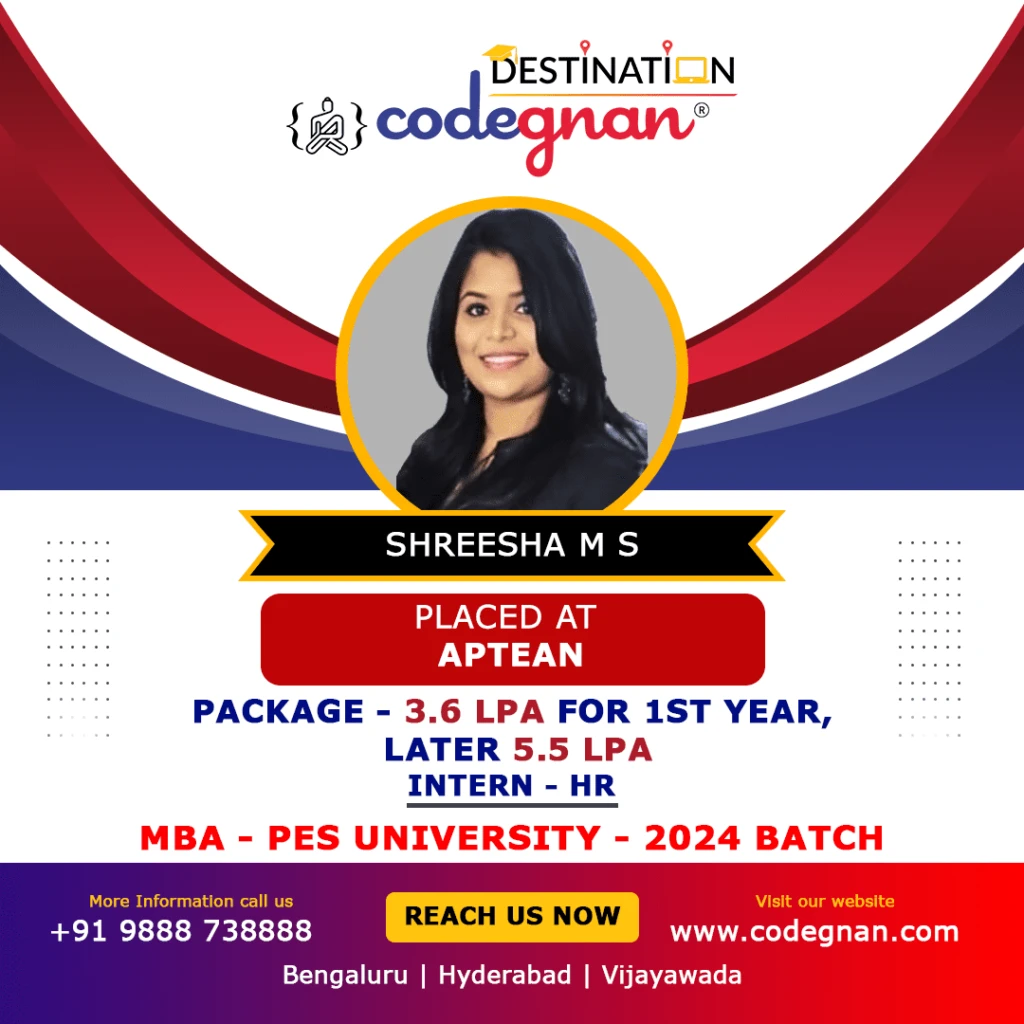 DESTINATION
codegnan®
SHREESHA M S
PLACED AT
APTEAN
PACKAGE - 3.6 LPA FOR 1ST YEAR,
LATER 5.5 LPA
INTERN - HR
MBA - PES UNIVERSITY - 2024 BATCH
More Information call us
+91 9888 738888
REACH US NOW
Visit our website
www.codegnan.com
Bengaluru | Hyderabad | Vijayawada